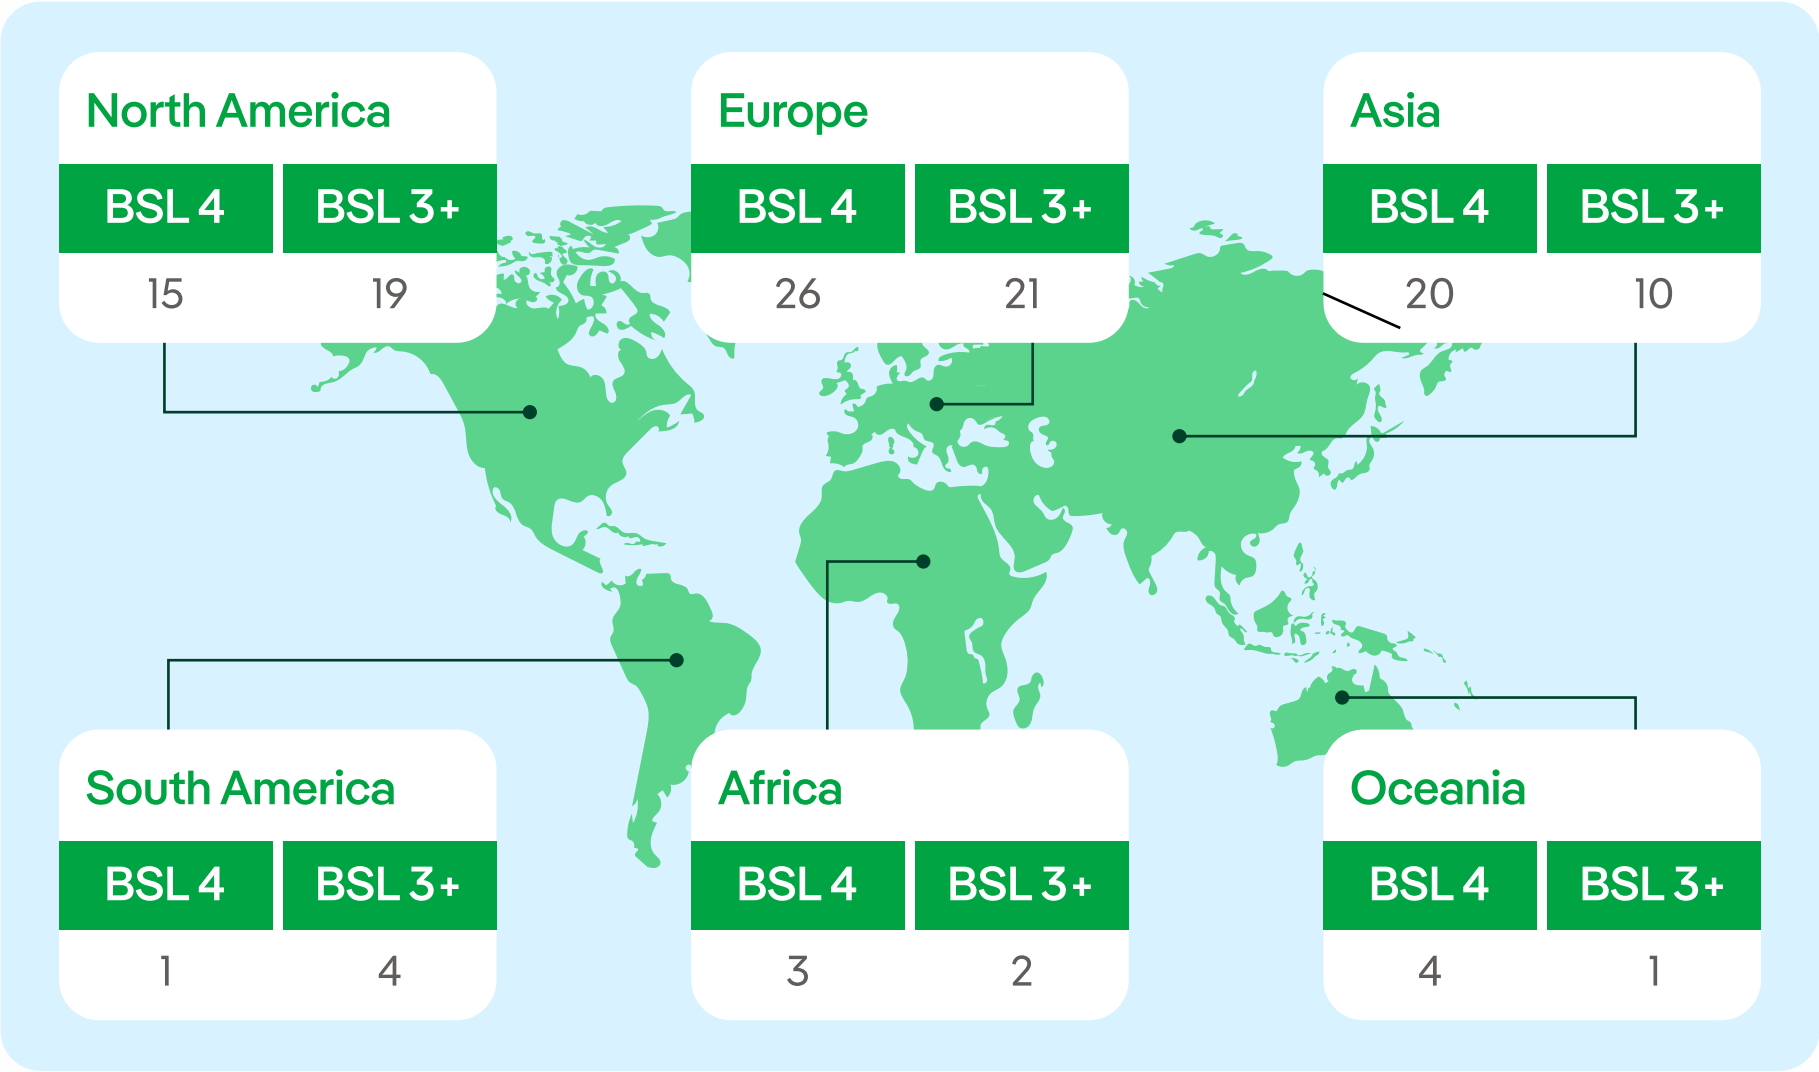 North America
BSL 4 BSL 3+
15 19
Europe
BSL 4 BSL 3+
26 21
Asia
BSL 4 BSL 3+
20 10
South America
BSL 4 BSL 3+
1 4
Africa
BSL 4 BSL 3+
3 2
Oceania
BSL 4 BSL 3+
4 1